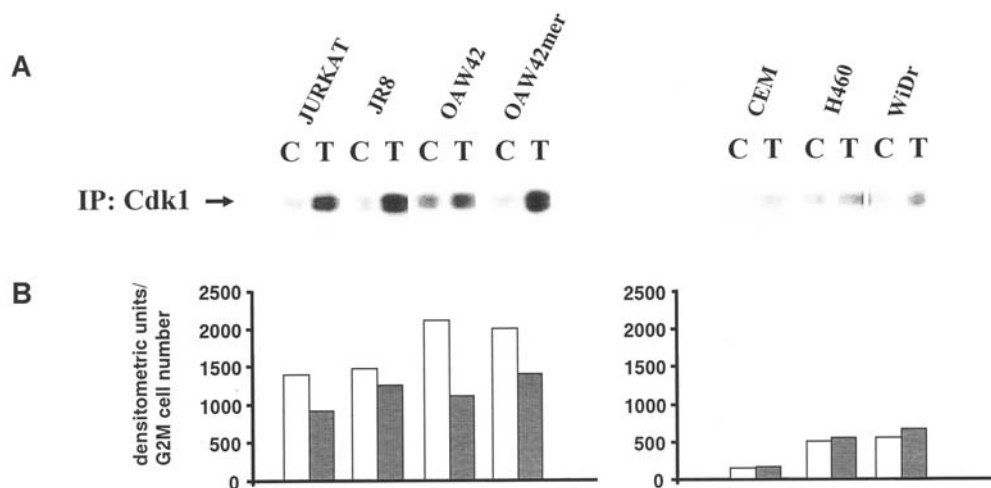 A
JURKAT
JR8
OAW42
OAW42mer
CEM
H460
WiDr
C T C T C T C T
C T C T C T
IP: Cdk1 →
B
densitometric units/
G2M cell number
2500
2000
1500
1000
500
0
2500
2000
1500
1000
500
0